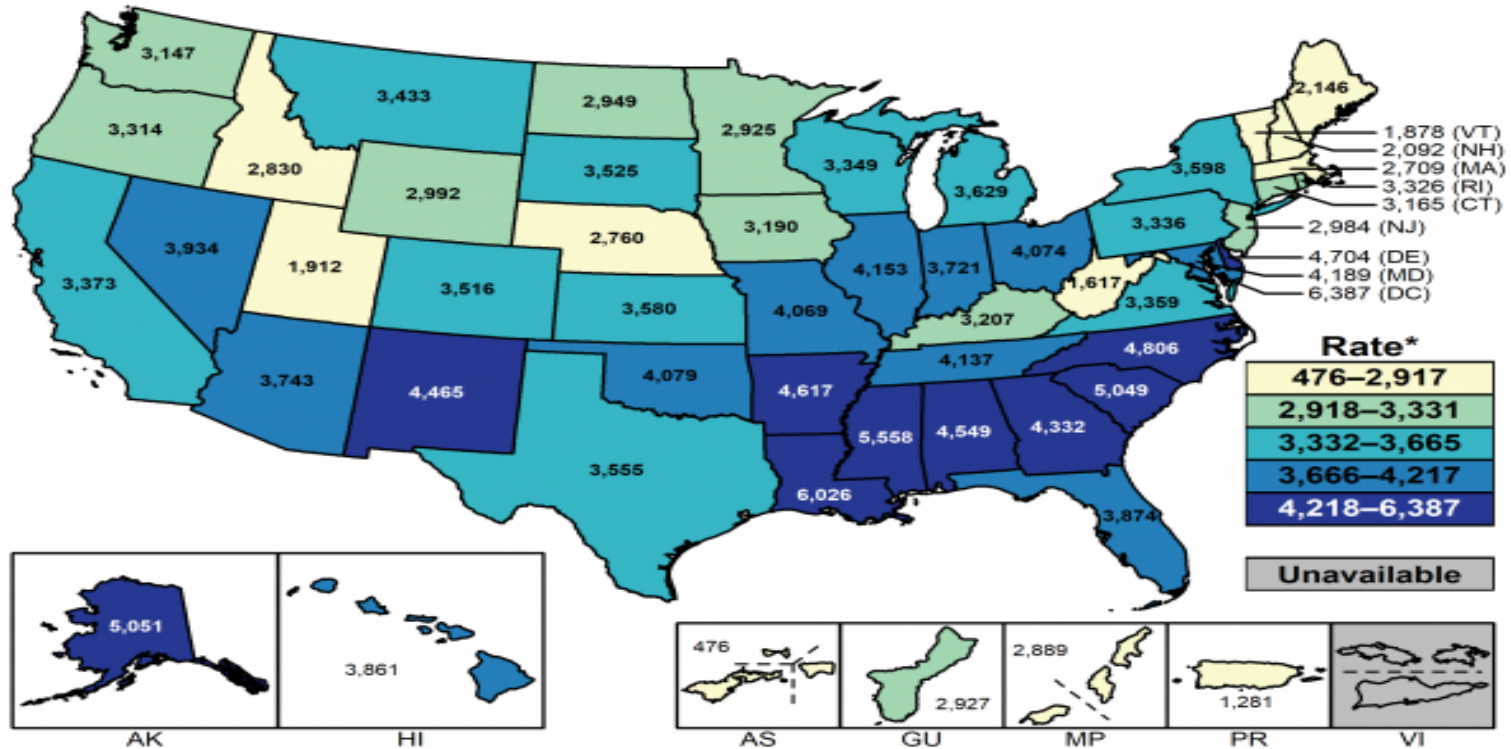 3,147
3,433
2,949
2,146
3,314
2,925
1,878 (VT)
2,092 (NH)
2,830
2,992
3,525
3,349
3,629
3,598
2,709 (MA)
3,326 (RI)
3,165 (CT)
3,934
1,912
2,760
3,190
3,336
2,984 (NJ)
3,373
3,516
3,580
4,069
4,153
3,721
4,074
1,617
3,359
4,704 (DE)
4,189 (MD)
6,387 (DC)
3,207
3,743
4,465
4,079
4,617
4,137
4,806
5,049
3,555
6,026
5,558
4,549
4,332
3,874
Rate*
476–2,917
2,918–3,331
3,332–3,665
3,666–4,217
4,218–6,387
Unavailable
5,051
3,861
476
2,927
2,889
1,281
AK
HI
AS
GU
MP
PR
VI